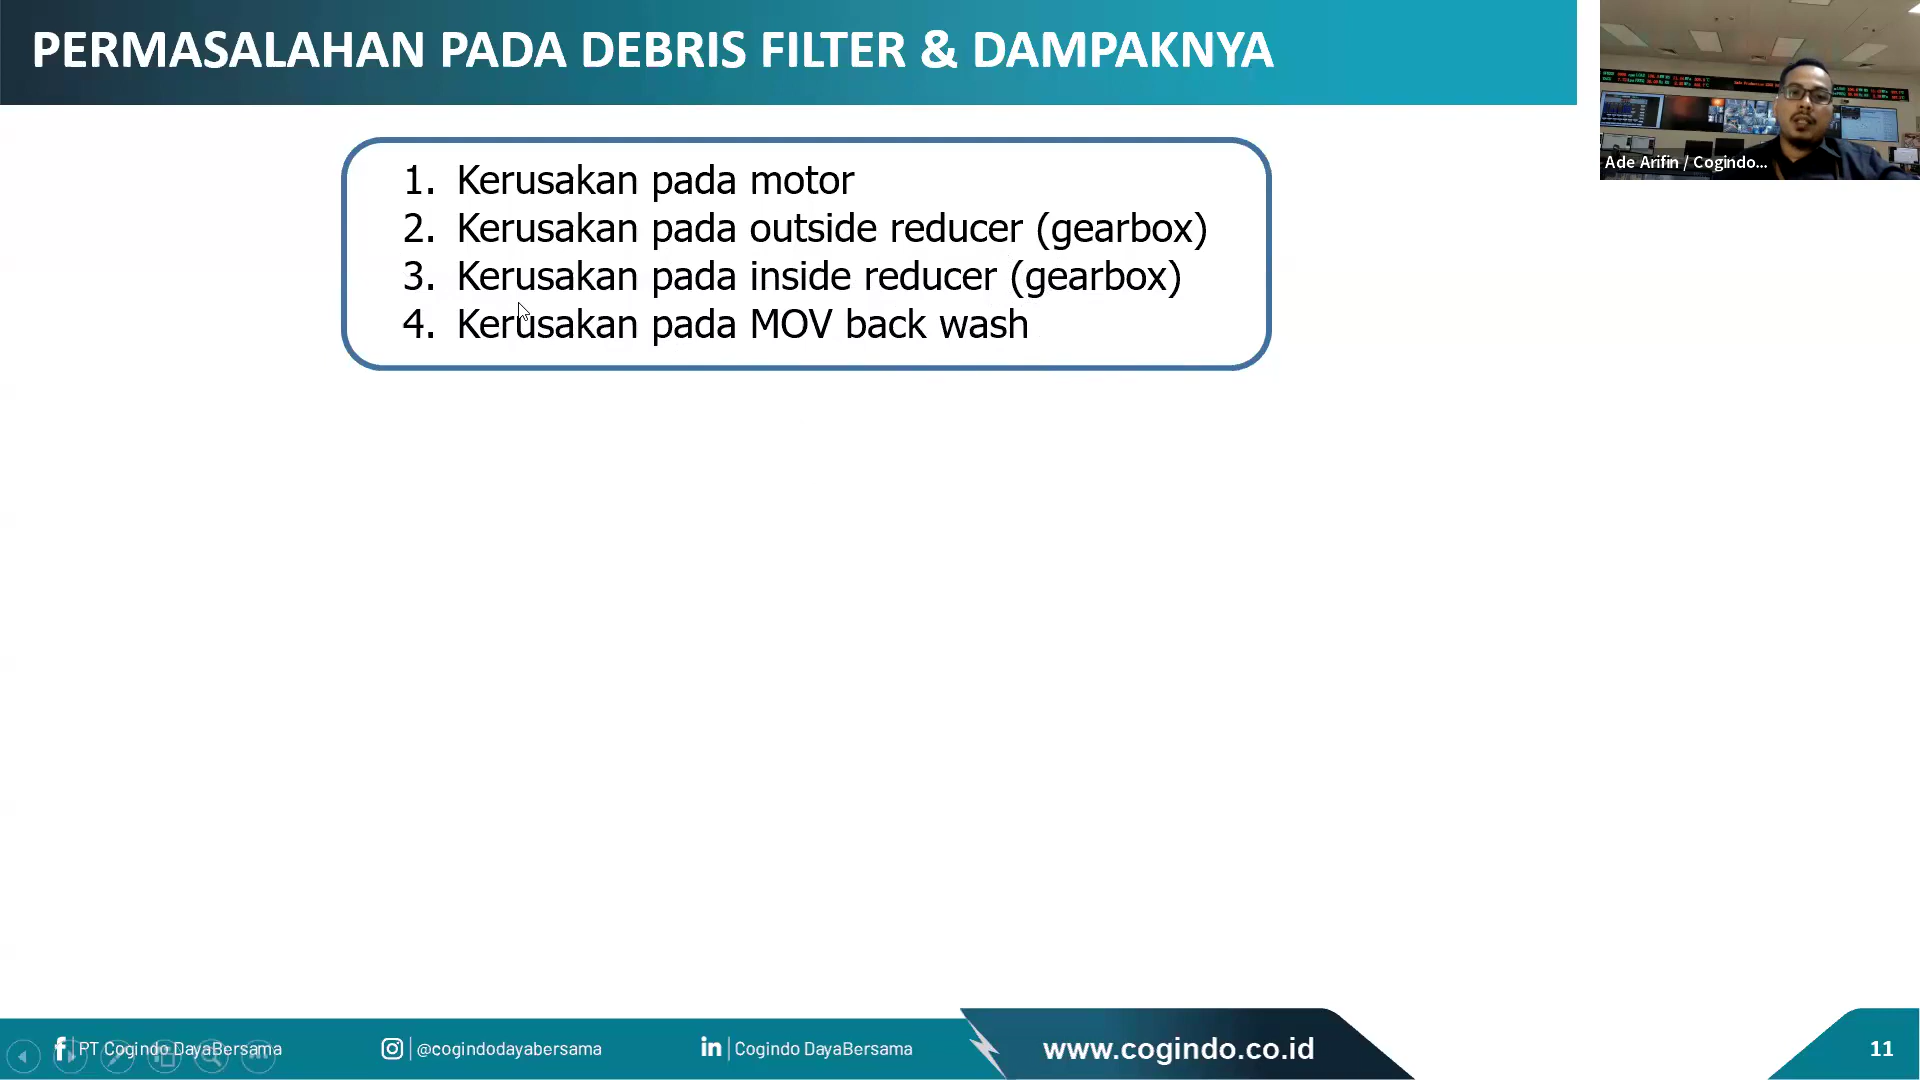 PERMASALAHAN PADA DEBRIS FILTER & DAMPAKNYA
Ade Arifin / Cogindo...
1. Kerusakan pada motor
2. Kerusakan pada outside reducer (gearbox)
3. Kerusakan pada inside reducer (gearbox)
4. Kerusakan pada MOV back wash
PT Cogindo DayaBersama
@cogindodayabersama
Cogindo DayaBersama
www.cogindo.co.id
11